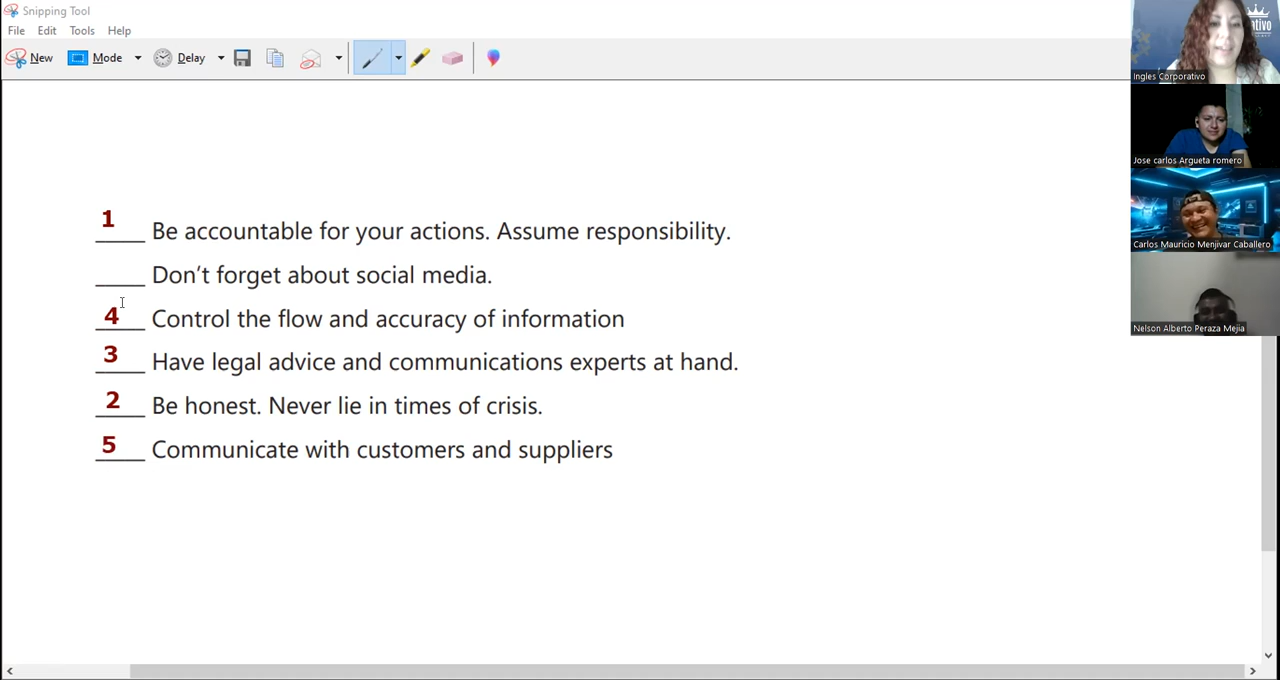 Snipping Tool
File Edit Tools Help
New Mode Delay
1 Be accountable for your actions. Assume responsibility.
Don't forget about social media.
4 Control the flow and accuracy of information
3 Have legal advice and communications experts at hand.
2 Be honest. Never lie in times of crisis.
5 Communicate with customers and suppliers
Ingles Corporativo
Jose carlos Argueta romero
Carlos Mauricio Menjivar Caballero
Nelson Alberto Peraza Mejia